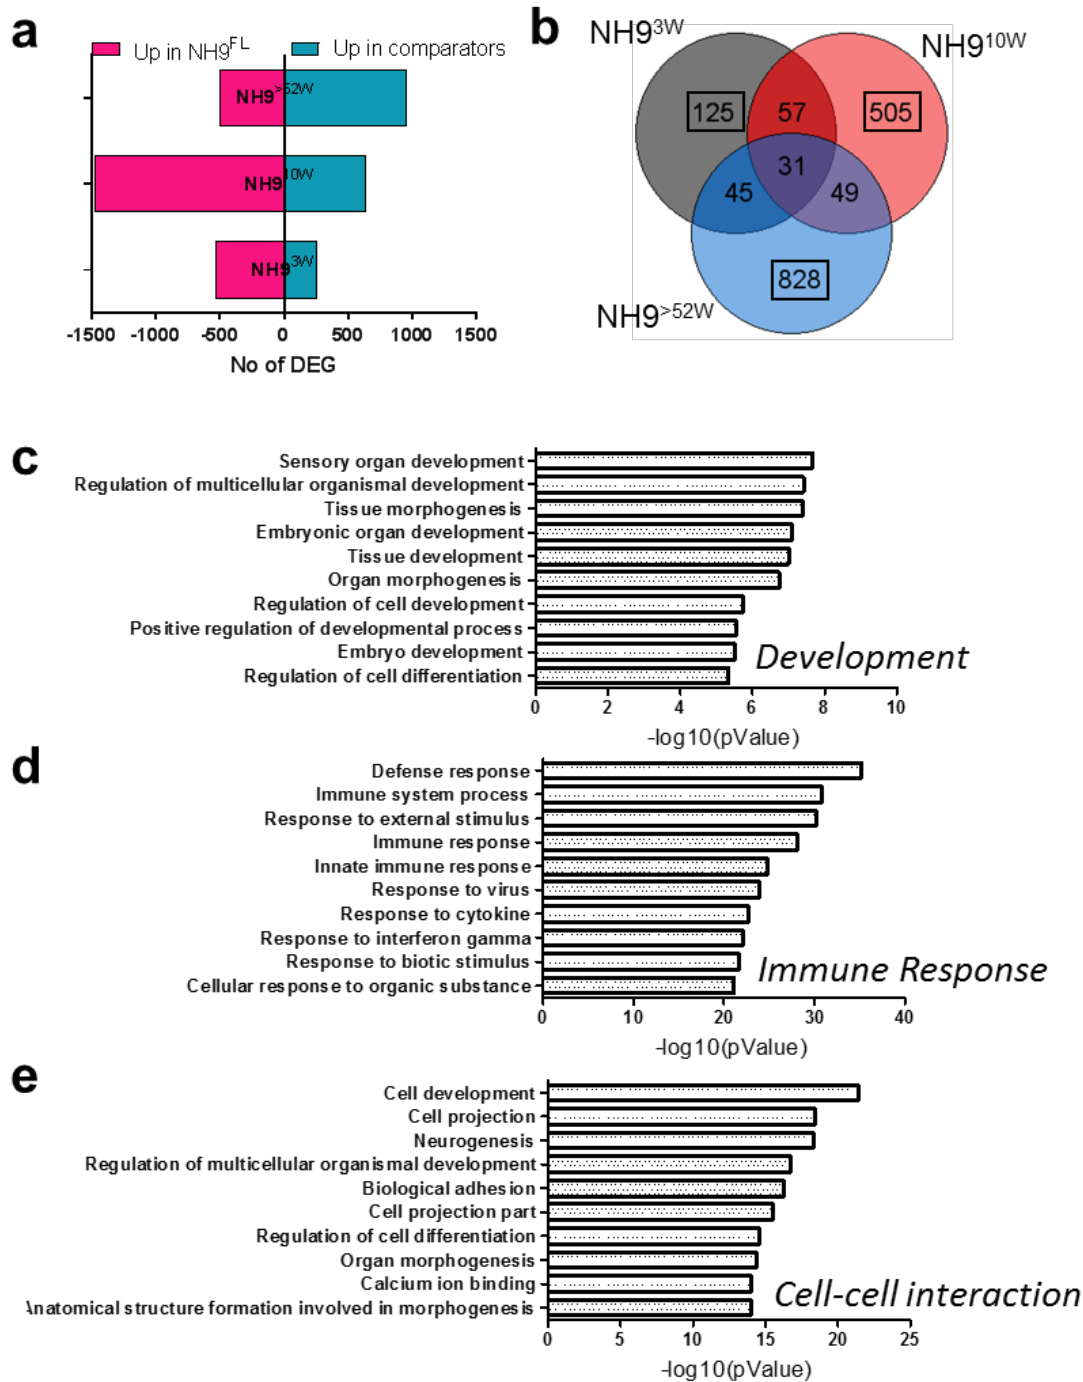 a
Up in NH9FL
Up in comparators
NH9>52W
NH910W
NH93W
-1500 -1000 -500 0 500 1000 1500
No of DEG
b
NH93W
NH910W
125
57
505
31
45
49
828
NH9>52W
c
Sensory organ development
Regulation of multicellular organismal development
Tissue morphogenesis
Embryonic organ development
Tissue development
Organ morphogenesis
Regulation of cell development
Positive regulation of developmental process
Embryo development
Regulation of cell differentiation
Development
0 2 4 6 8 10
-log10(pValue)
d
Defense response
Immune system process
Response to external stimulus
Immune response
Innate immune response
Response to virus
Response to cytokine
Response to interferon gamma
Response to biotic stimulus
Cellular response to organic substance
Immune Response
0 10 20 30 40
-log10(pValue)
e
Cell development
Cell projection
Neurogenesis
Regulation of multicellular organismal development
Biological adhesion
Cell projection part
Regulation of cell differentiation
Organ morphogenesis
Calcium ion binding
Anatomical structure formation involved in morphogenesis
Cell-cell interaction
0 5 10 15 20 25
-log10(pValue)